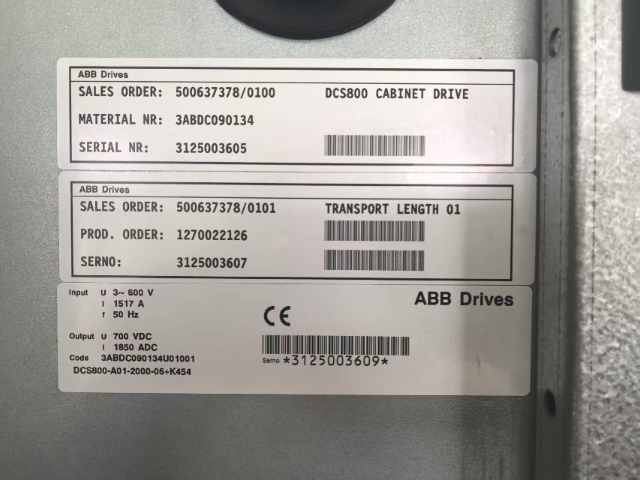 ABB Drives
SALES ORDER: 500637378/0100 DCS800 CABINET DRIVE
MATERIAL NR: 3ABDC090134
SERIAL NR: 3125003605
ABB Drives
SALES ORDER: 500637378/0101 TRANSPORT LENGTH 01
PROD. ORDER: 1270022126
SERNO: 3125003607
Input U 3~ 600 V
I 1517 A
f 50 Hz
ABB Drives
CE
Output U 700 VDC
I 1850 ADC
Code 3ABDC090134U01001
Serno *3125003609*
DCS800-A01-2000-06+K454